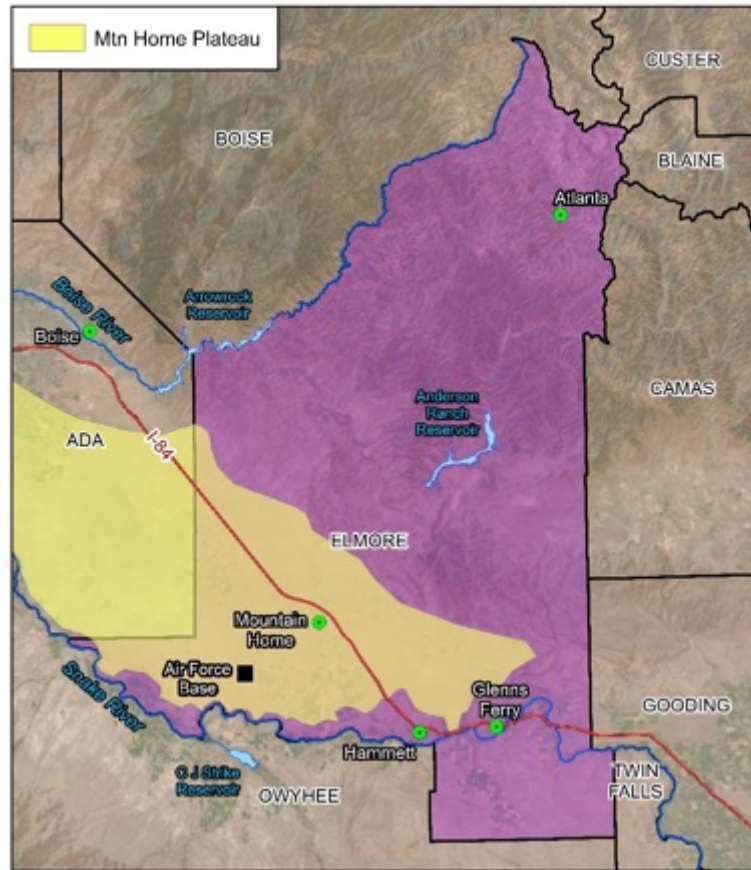 Mtn Home Plateau
CUSTER
BOISE
BLAINE
Atlanta
Boise River
Arrowrock
Reservoir
Boise
I-84
CAMAS
Anderson
Ranch
Reservoir
ADA
ELMORE
Mountain
Home
Air Force
Base
Snake River
Glenns
Ferry
GOODING
Hammett
C J Strike
Reservoir
OWYHEE
TWIN
FALLS